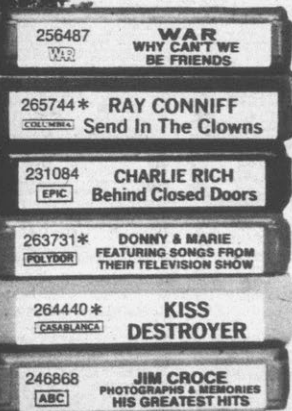 256487 WAR
WAR WHY CAN'T WE
BE FRIENDS
265744* RAY CONNIFF
COLUMBIA Send In The Clowns
231084 CHARLIE RICH
EPIC Behind Closed Doors
263731* DONNY & MARIE
POLYDOR FEATURING SONGS FROM
THEIR TELEVISION SHOW
264440* KISS
CASABLANCA DESTROYER
246868 JIM CROCE
ABC PHOTOGRAPHS & MEMORIES
HIS GREATEST HITS